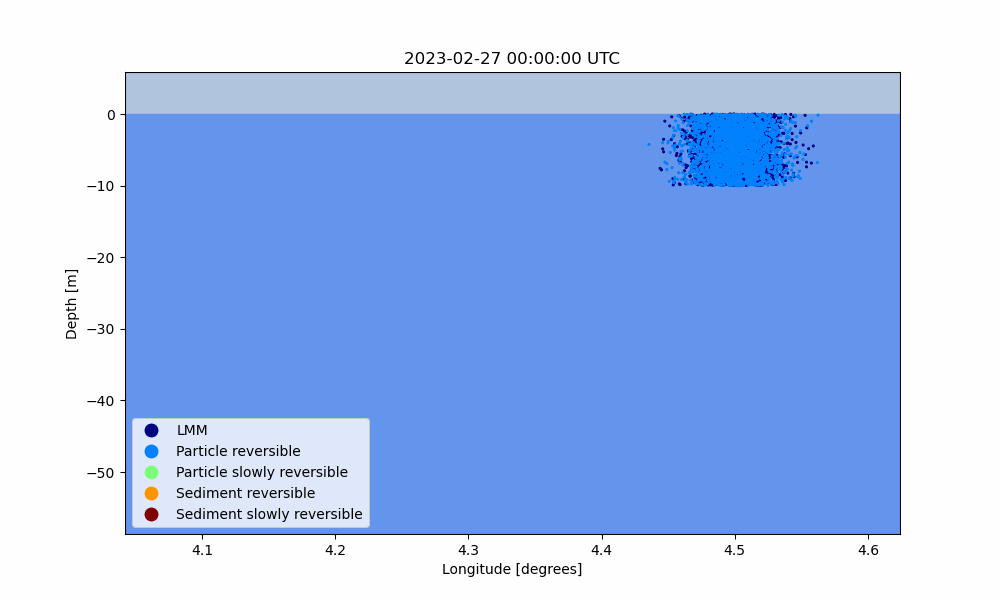 2023-02-27 00:00:00 UTC
0
−10
−20
−30
−40
−50
Depth [m]
LMM
Particle reversible
Particle slowly reversible
Sediment reversible
Sediment slowly reversible
4.1 4.2 4.3 4.4 4.5 4.6
Longitude [degrees]